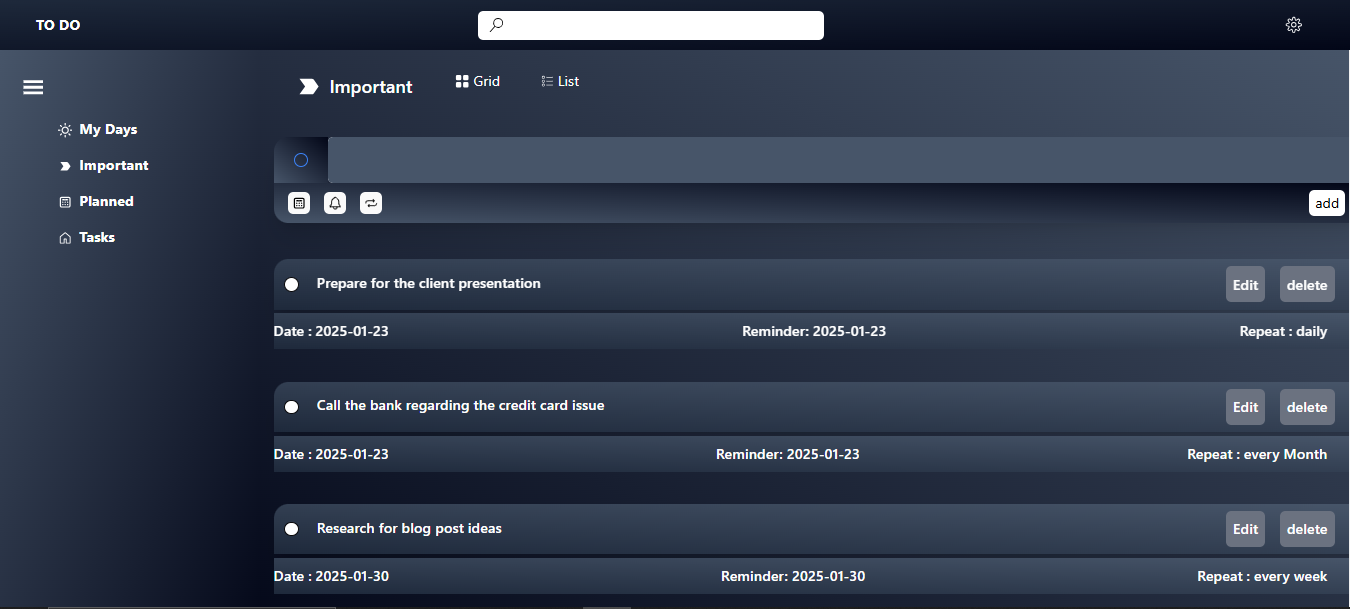 TO DO
Important
Grid
List
My Days
Important
Planned
Tasks
add
Prepare for the client presentation
Edit
delete
Date : 2025-01-23
Reminder: 2025-01-23
Repeat : daily
Call the bank regarding the credit card issue
Edit
delete
Date : 2025-01-23
Reminder: 2025-01-23
Repeat : every Month
Research for blog post ideas
Edit
delete
Date : 2025-01-30
Reminder: 2025-01-30
Repeat : every week